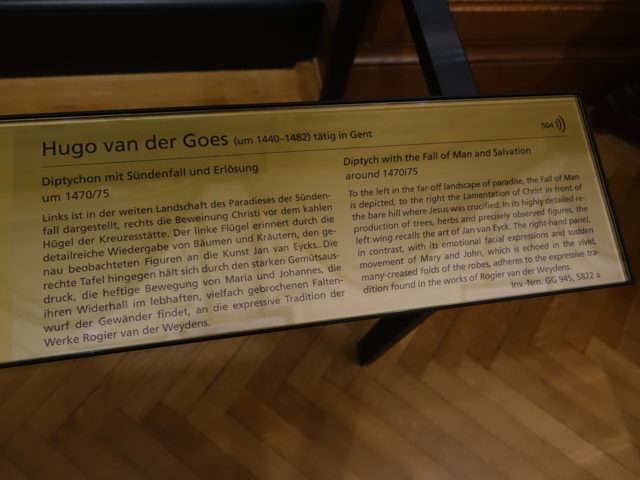 Hugo van der Goes (um 1440–1482) tätig in Gent
504
Diptychon mit Sündenfall und Erlösung
um 1470/75
Links ist in der weiten Landschaft des Paradieses der Sünden-
fall dargestellt, rechts die Beweinung Christi vor dem kahlen
Hügel der Kreuzesstätte. Der linke Flügel erinnert durch die
detailreiche Wiedergabe von Bäumen und Kräutern, den ge-
nau beobachteten Figuren an die Kunst Jan van Eycks. Die
rechte Tafel hingegen hält sich durch den starken Gemütsaus-
druck, die heftige Bewegung von Maria und Johannes, die
ihren Widerhall im lebhaften, vielfach gebrochenen Falten-
wurf der Gewänder findet, an die expressive Tradition der
Werke Rogier van der Weydens.
Diptych with the Fall of Man and Salvation
around 1470/75
To the left in the far-off landscape of paradise, the Fall of Man
is depicted, to the right the Lamentation of Christ in front of
the bare hill where Jesus was crucified. In its highly detailed re-
production of trees, herbs and precisely observed figures, the
left wing recalls the art of Jan van Eyck. The right-hand panel,
in contrast, with its emotional facial expressions and sudden
movement of Mary and John, which is echoed in the vivid,
many-creased folds of the robes, adheres to the expressive tra-
dition found in the works of Rogier van der Weydens.
Inv.-Nrn. GG 945, 5822 a